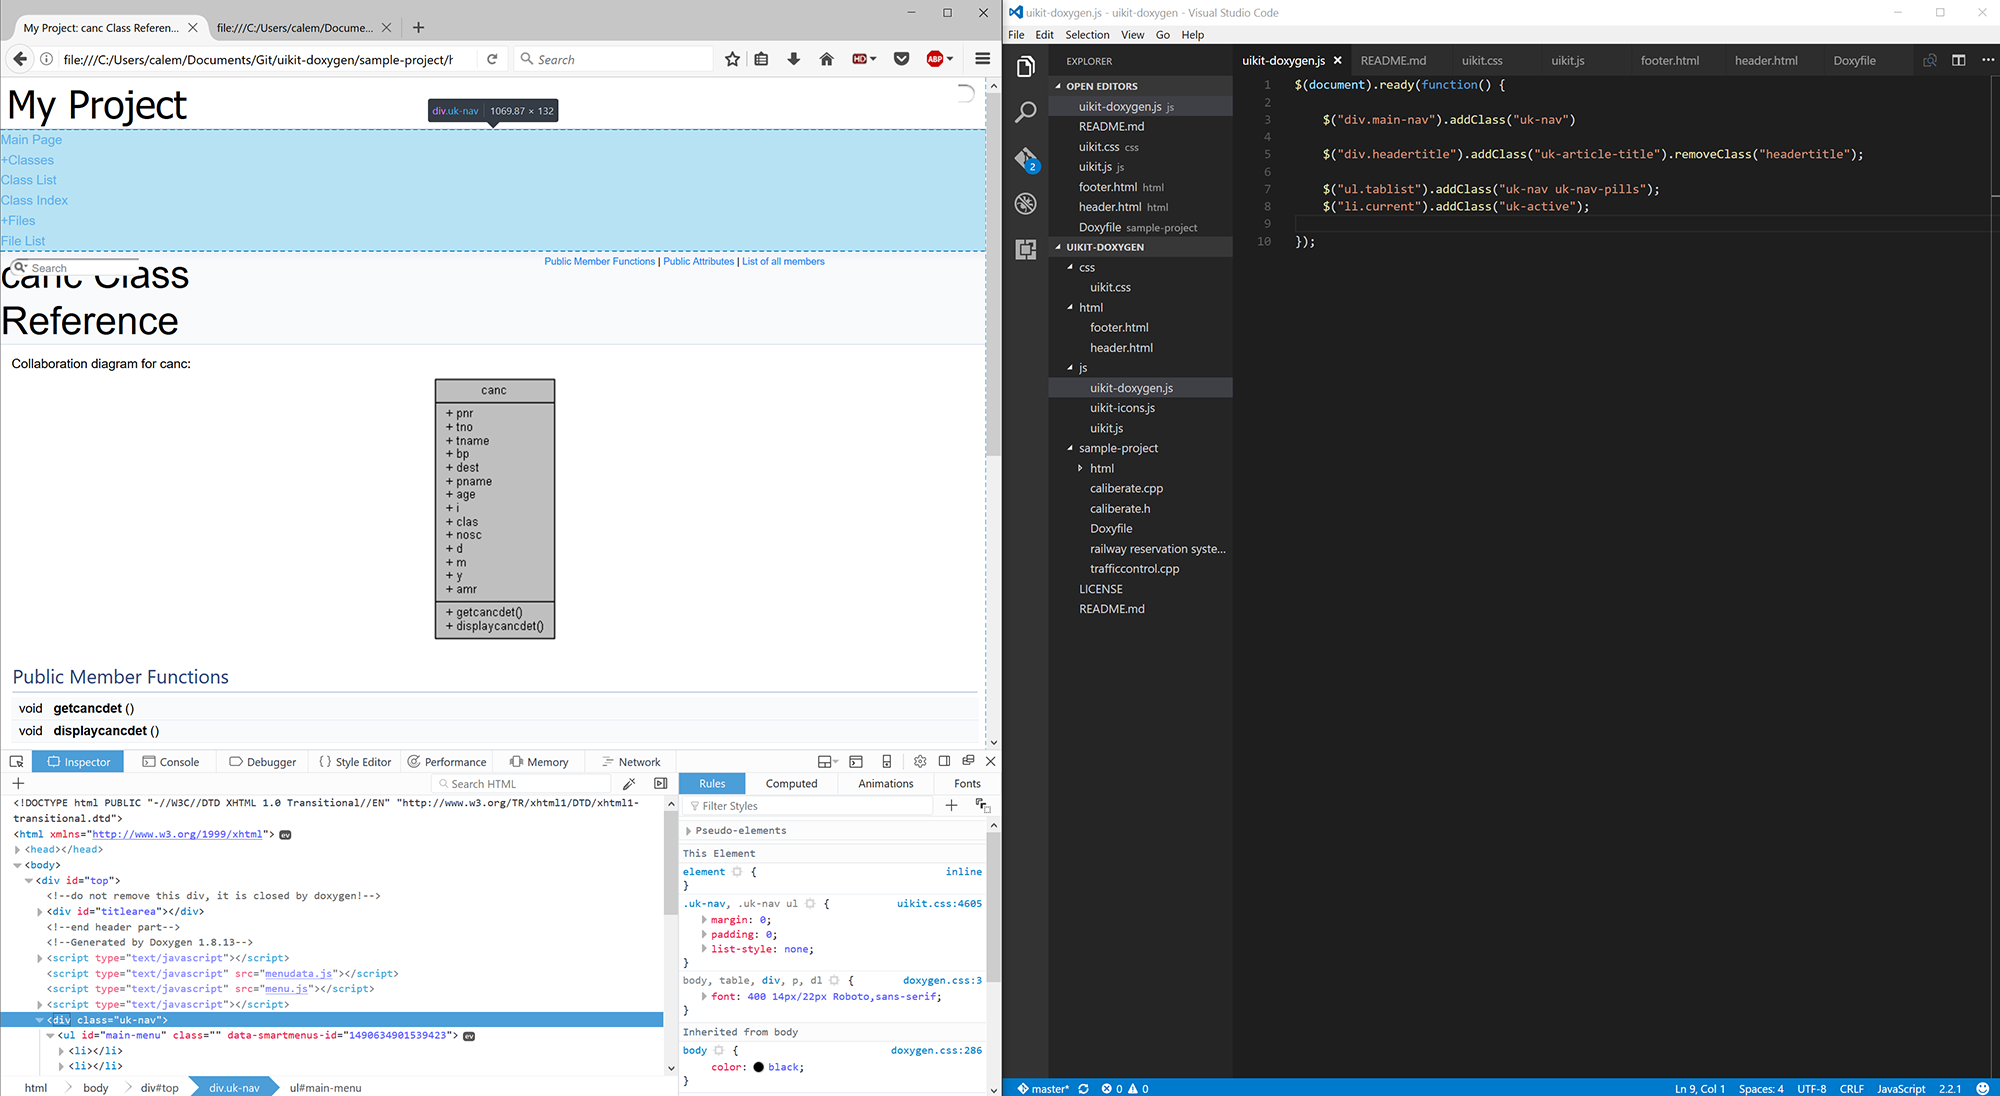 My Project: canc Class Referen...
file:///C:/Users/calem/Docume...
file:///C:/Users/calem/Documents/Git/uikit-doxygen/sample-project/h
Search
HD
ABP
My Project
div.uk-nav | 1069.87 × 132
Main Page
+Classes
Class List
Class Index
+Files
File List
Search
Public Member Functions | Public Attributes | List of all members
canc Class
Reference
Collaboration diagram for canc:
canc
+ pnr
+ tno
+ tname
+ bp
+ dest
+ pname
+ age
+ i
+ clas
+ nosc
+ d
+ m
+ y
+ amr
+ getcancdet()
+ displaycancdet()
Public Member Functions
void getcancdet ()
void displaycancdet ()
Inspector
Console
Debugger
{ } Style Editor
Performance
Memory
Network
Search HTML
<!DOCTYPE html PUBLIC "-//W3C//DTD XHTML 1.0 Transitional//EN" "http://www.w3.org/TR/xhtml1/DTD/xhtml1-
transitional.dtd">
<html xmlns="http://www.w3.org/1999/xhtml"> ev
<head></head>
<body>
<div id="top">
<!--do not remove this div, it is closed by doxygen!-->
<div id="titlearea"></div>
<!--end header part-->
<!--Generated by Doxygen 1.8.13-->
<script type="text/javascript"></script>
<script type="text/javascript" src="menudata.js"></script>
<script type="text/javascript" src="menu.js"></script>
<script type="text/javascript"></script>
<div class="uk-nav">
<ul id="main-menu" class="" data-smartmenus-id="1490634901539423"> ev
<li></li>
<li></li>
html
body
div#top
div.uk-nav
ul#main-menu
Rules
Computed
Animations
Fonts
Filter Styles
Pseudo-elements
This Element
element { inline
}
.uk-nav, .uk-nav ul { uikit.css:4605
margin: 0;
padding: 0;
list-style: none;
}
body, table, div, p, dl { doxygen.css:3
font: 400 14px/22px Roboto,sans-serif;
}
Inherited from body
body { doxygen.css:286
color: black;
}
uikit-doxygen.js - uikit-doxygen - Visual Studio Code
File Edit Selection View Go Help
EXPLORER
OPEN EDITORS
uikit-doxygen.js js
README.md
uikit.css css
uikit.js js
footer.html html
header.html html
Doxyfile sample-project
UIKIT-DOXYGEN
css
uikit.css
html
footer.html
header.html
js
uikit-doxygen.js
uikit-icons.js
uikit.js
sample-project
html
caliberate.cpp
caliberate.h
Doxyfile
railway reservation syste...
trafficcontrol.cpp
LICENSE
README.md
2
uikit-doxygen.js
README.md
uikit.css
uikit.js
footer.html
header.html
Doxyfile
1 $(document).ready(function() {
2
3 $("div.main-nav").addClass("uk-nav")
4
5 $("div.headertitle").addClass("uk-article-title").removeClass("headertitle");
6
7 $("ul.tablist").addClass("uk-nav uk-nav-pills");
8 $("li.current").addClass("uk-active");
9
10 });
master* 0 0
Ln 9, Col 1 Spaces: 4 UTF-8 CRLF JavaScript 2.2.1